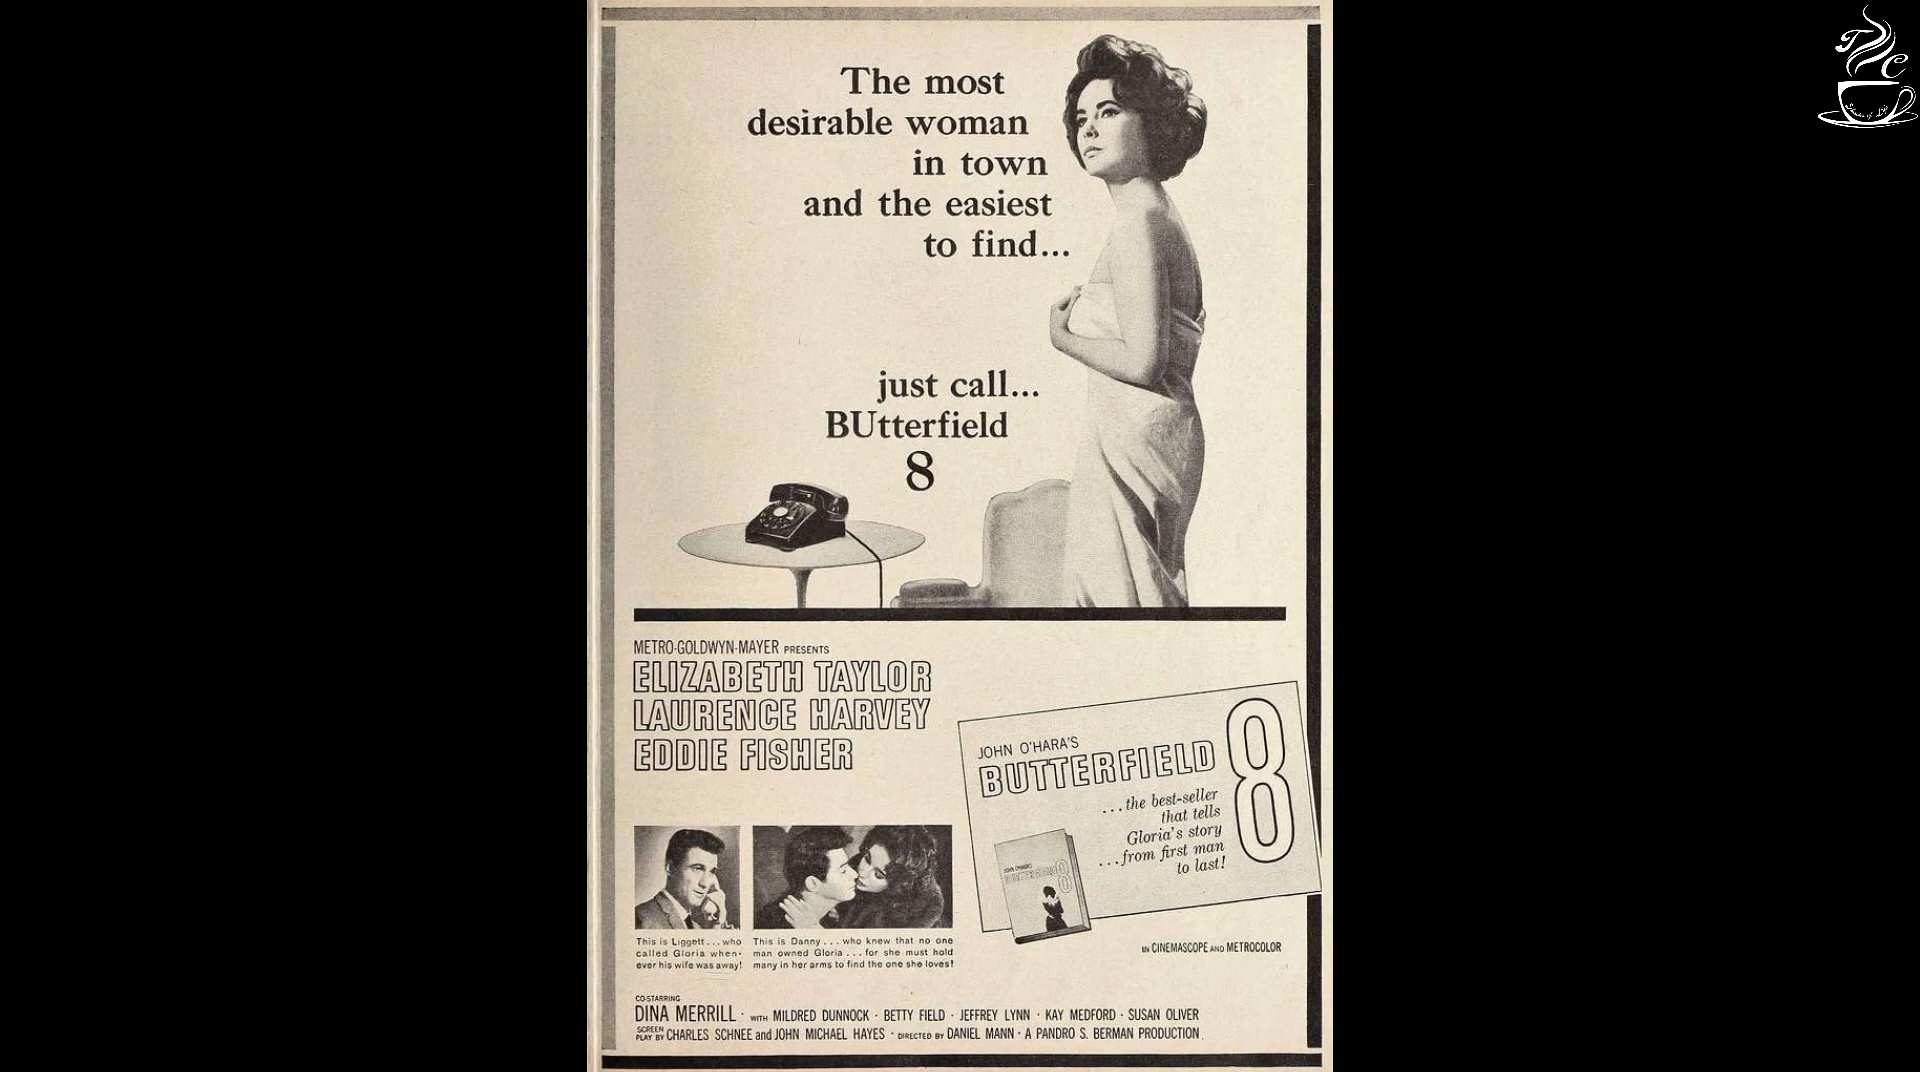 The most
desirable woman
in town
and the easiest
to find...
just call...
BUtterfield
8
METRO-GOLDWYN-MAYER PRESENTS
ELIZABETH TAYLOR
LAURENCE HARVEY
EDDIE FISHER
JOHN O'HARA'S
BUTTERFIELD 8
...the best-seller
that tells
Gloria's story
...from first man
to last!
JOHN O'HARA'S
BUTTERFIELD 8
This is Liggett...who
called Gloria when-
ever his wife was away!
This is Danny...who knew that no one
man owned Gloria...for she must hold
many in her arms to find the one she loves!
IN CINEMASCOPE AND METROCOLOR
CO-STARRING
DINA MERRILL · WITH MILDRED DUNNOCK · BETTY FIELD · JEFFREY LYNN · KAY MEDFORD · SUSAN OLIVER
SCREEN PLAY BY CHARLES SCHNEE and JOHN MICHAEL HAYES · DIRECTED BY DANIEL MANN · A PANDRO S. BERMAN PRODUCTION
T C